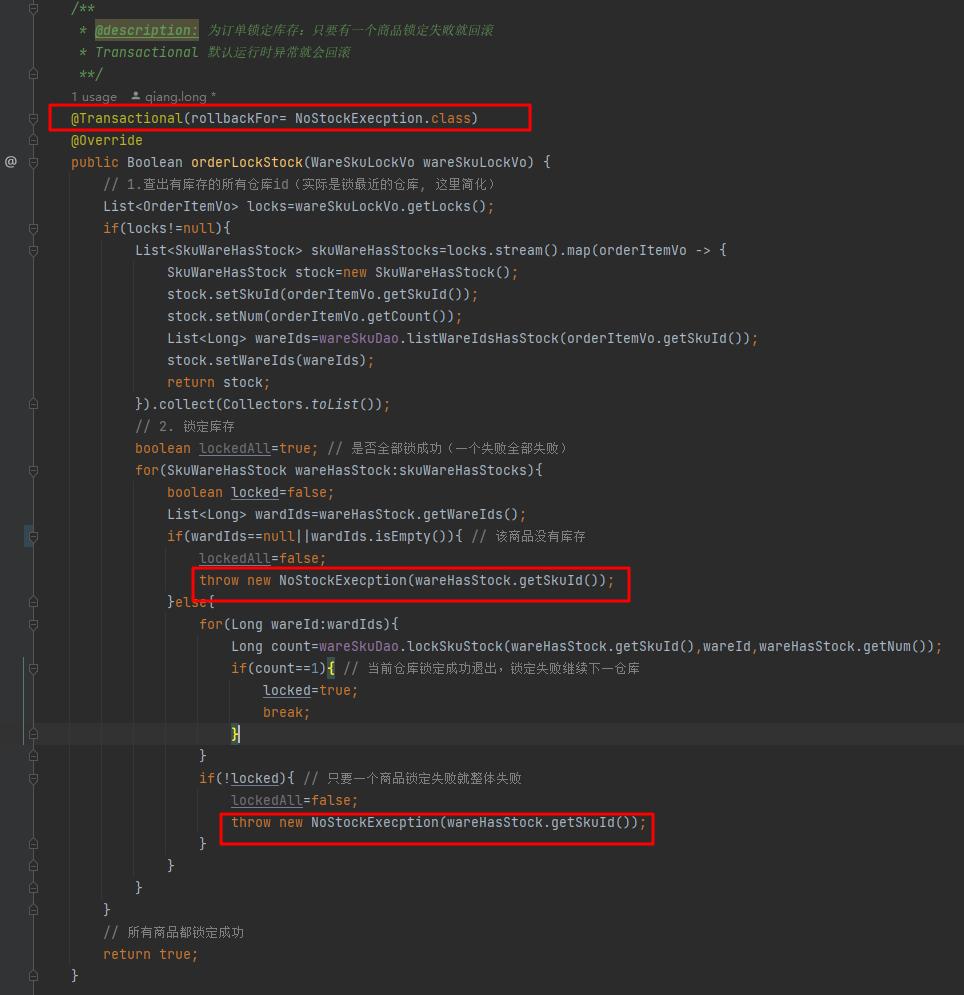 /**
* @description: 为订单锁定库存：只要有一个商品锁定失败就回滚
* Transactional 默认运行时异常就会回滚
**/
1 usage qiang.long *
@Transactional(rollbackFor= NoStockExecption.class)
@Override
@ public Boolean orderLockStock(WareSkuLockVo wareSkuLockVo) {
// 1.查出有库存的所有仓库id（实际是锁最近的仓库, 这里简化）
List<OrderItemVo> locks=wareSkuLockVo.getLocks();
if(locks!=null){
List<SkuWareHasStock> skuWareHasStocks=locks.stream().map(orderItemVo -> {
SkuWareHasStock stock=new SkuWareHasStock();
stock.setSkuId(orderItemVo.getSkuId());
stock.setNum(orderItemVo.getCount());
List<Long> wareIds=wareSkuDao.listWareIdsHasStock(orderItemVo.getSkuId());
stock.setWareIds(wareIds);
return stock;
}).collect(Collectors.toList());
// 2. 锁定库存
boolean lockedAll=true; // 是否全部锁成功（一个失败全部失败）
for(SkuWareHasStock wareHasStock:skuWareHasStocks){
boolean locked=false;
List<Long> wardIds=wareHasStock.getWareIds();
if(wardIds==null||wardIds.isEmpty()){ // 该商品没有库存
lockedAll=false;
throw new NoStockExecption(wareHasStock.getSkuId());
}else{
for(Long wareId:wardIds){
Long count=wareSkuDao.lockSkuStock(wareHasStock.getSkuId(),wareId,wareHasStock.getNum());
if(count==1){ // 当前仓库锁定成功退出，锁定失败继续下一仓库
locked=true;
break;
}
}
if(!locked){ // 只要一个商品锁定失败就整体失败
lockedAll=false;
throw new NoStockExecption(wareHasStock.getSkuId());
}
}
}
}
// 所有商品都锁定成功
return true;
}